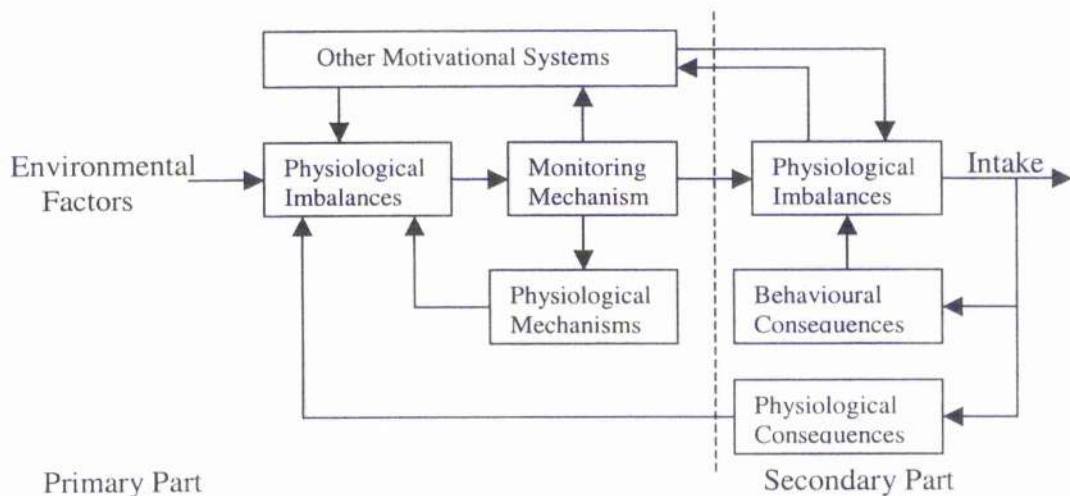 Other Motivational Systems
Environmental
Factors
Physiological
Imbalances
Monitoring
Mechanism
Physiological
Imbalances
Intake
Physiological
Mechanisms
Behavioural
Consequences
Physiological
Consequences
Primary Part
Secondary Part